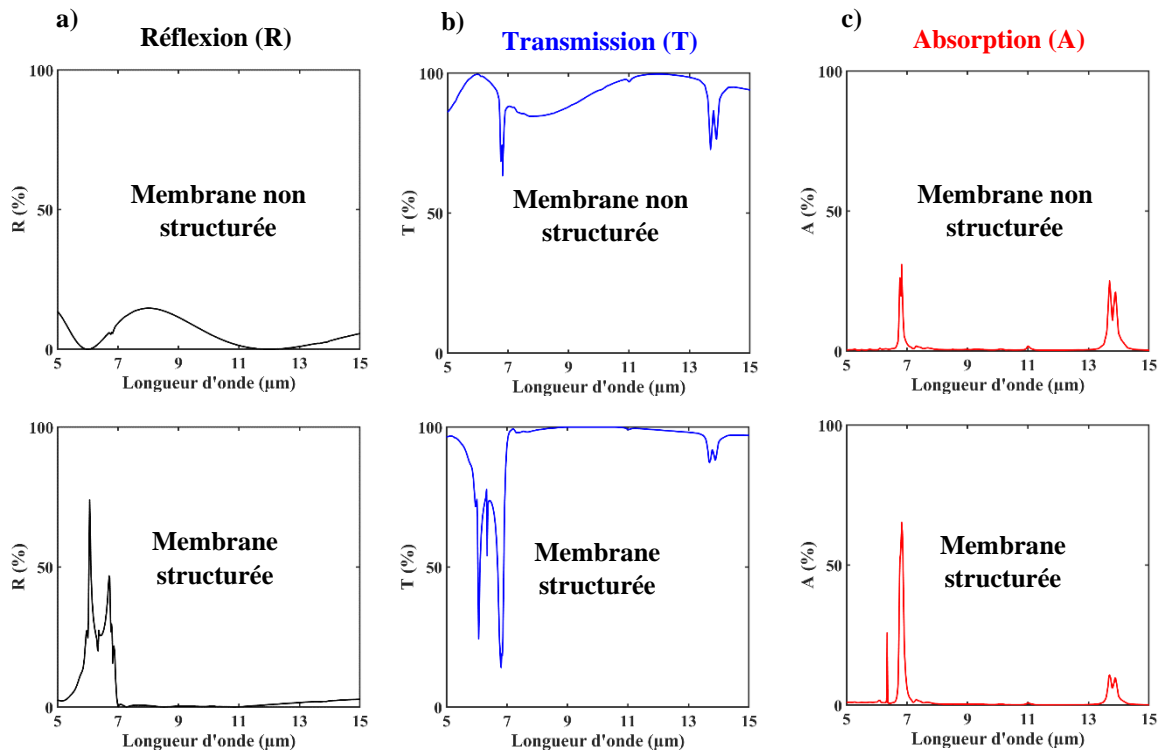 a)
Réflexion (R)
b)
Transmission (T)
c)
Absorption (A)
100
50
0
R (%)
Membrane non
structurée
5 7 9 11 13 15
Longueur d'onde (µm)
100
50
0
T (%)
Membrane non
structurée
5 7 9 11 13 15
Longueur d'onde (µm)
100
50
0
A (%)
Membrane non
structurée
5 7 9 11 13 15
Longueur d'onde (µm)
100
50
0
R (%)
Membrane
structurée
5 7 9 11 13 15
Longueur d'onde (µm)
100
50
0
T (%)
Membrane
structurée
5 7 9 11 13 15
Longueur d'onde (µm)
100
50
0
A (%)
Membrane
structurée
5 7 9 11 13 15
Longueur d'onde (µm)